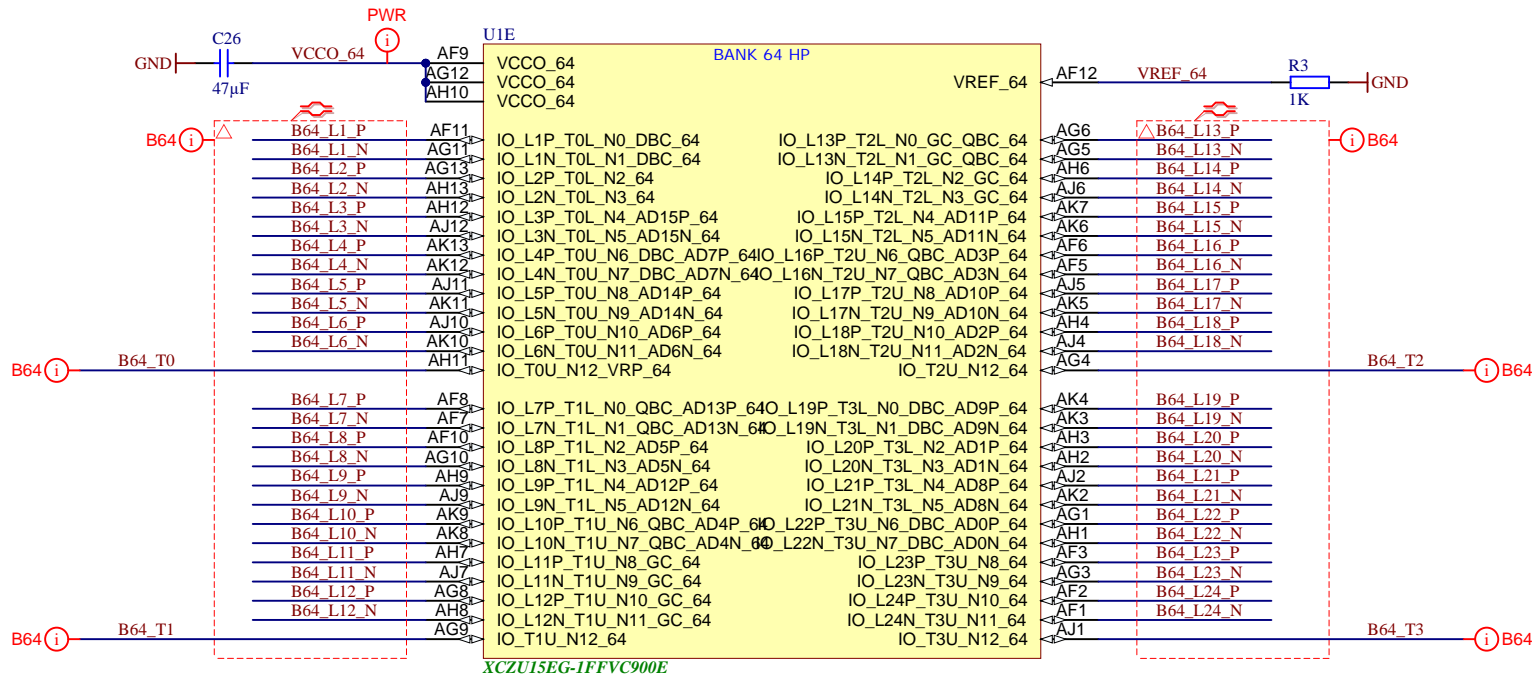 PWR
C26
U1E
BANK 64 HP
GND
VCCO_64
AF9
VCCO_64
47µF
AG12
VCCO_64
AH10
VCCO_64
VREF_64
AF12
VREF_64
R3
GND
1K
B64 i
i B64
B64_L1_P AF11 IO_L1P_T0L_N0_DBC_64 IO_L13P_T2L_N0_GC_QBC_64 AG6 B64_L13_P
B64_L1_N AG11 IO_L1N_T0L_N1_DBC_64 IO_L13N_T2L_N1_GC_QBC_64 AG5 B64_L13_N
B64_L2_P AG13 IO_L2P_T0L_N2_64 IO_L14P_T2L_N2_GC_64 AH6 B64_L14_P
B64_L2_N AH13 IO_L2N_T0L_N3_64 IO_L14N_T2L_N3_GC_64 AJ6 B64_L14_N
B64_L3_P AH12 IO_L3P_T0L_N4_AD15P_64 IO_L15P_T2L_N4_AD11P_64 AK7 B64_L15_P
B64_L3_N AJ12 IO_L3N_T0L_N5_AD15N_64 IO_L15N_T2L_N5_AD11N_64 AK6 B64_L15_N
B64_L4_P AK13 IO_L4P_T0U_N6_DBC_AD7P_64 IO_L16P_T2U_N6_QBC_AD3P_64 AF6 B64_L16_P
B64_L4_N AK12 IO_L4N_T0U_N7_DBC_AD7N_64 IO_L16N_T2U_N7_QBC_AD3N_64 AF5 B64_L16_N
B64_L5_P AJ11 IO_L5P_T0U_N8_AD14P_64 IO_L17P_T2U_N8_AD10P_64 AJ5 B64_L17_P
B64_L5_N AK11 IO_L5N_T0U_N9_AD14N_64 IO_L17N_T2U_N9_AD10N_64 AK5 B64_L17_N
B64_L6_P AJ10 IO_L6P_T0U_N10_AD6P_64 IO_L18P_T2U_N10_AD2P_64 AH4 B64_L18_P
B64_L6_N AK10 IO_L6N_T0U_N11_AD6N_64 IO_L18N_T2U_N11_AD2N_64 AJ4 B64_L18_N
B64 i B64_T0 AH11 IO_T0U_N12_VRP_64 IO_T2U_N12_64 AG4 B64_T2 i B64
B64_L7_P AF8 IO_L7P_T1L_N0_QBC_AD13P_64 IO_L19P_T3L_N0_DBC_AD9P_64 AK4 B64_L19_P
B64_L7_N AF7 IO_L7N_T1L_N1_QBC_AD13N_64 IO_L19N_T3L_N1_DBC_AD9N_64 AK3 B64_L19_N
B64_L8_P AF10 IO_L8P_T1L_N2_AD5P_64 IO_L20P_T3L_N2_AD1P_64 AH3 B64_L20_P
B64_L8_N AG10 IO_L8N_T1L_N3_AD5N_64 IO_L20N_T3L_N3_AD1N_64 AH2 B64_L20_N
B64_L9_P AH9 IO_L9P_T1L_N4_AD12P_64 IO_L21P_T3L_N4_AD8P_64 AJ2 B64_L21_P
B64_L9_N AJ9 IO_L9N_T1L_N5_AD12N_64 IO_L21N_T3L_N5_AD8N_64 AK2 B64_L21_N
B64_L10_P AK9 IO_L10P_T1U_N6_QBC_AD4P_64 IO_L22P_T3U_N6_DBC_AD0P_64 AG1 B64_L22_P
B64_L10_N AK8 IO_L10N_T1U_N7_QBC_AD4N_64 IO_L22N_T3U_N7_DBC_AD0N_64 AH1 B64_L22_N
B64_L11_P AH7 IO_L11P_T1U_N8_GC_64 IO_L23P_T3U_N8_64 AF3 B64_L23_P
B64_L11_N AJ7 IO_L11N_T1U_N9_GC_64 IO_L23N_T3U_N9_64 AG3 B64_L23_N
B64_L12_P AG8 IO_L12P_T1U_N10_GC_64 IO_L24P_T3U_N10_64 AF2 B64_L24_P
B64_L12_N AH8 IO_L12N_T1U_N11_GC_64 IO_L24N_T3U_N11_64 AF1 B64_L24_N
B64 i B64_T1 AG9 IO_T1U_N12_64 IO_T3U_N12_64 AJ1 B64_T3 i B64
XCZU15EG-1FFVC900E